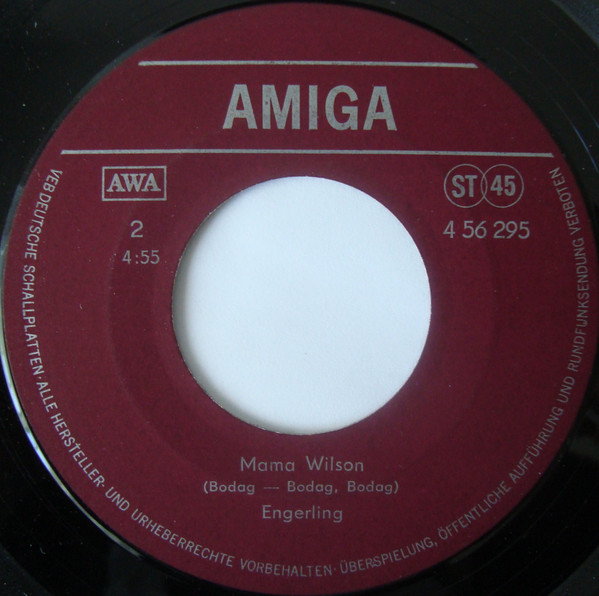 AMIGA
AWA
ST 45
2
4 56 295
4:55
Mama Wilson
(Bodag — Bodag, Bodag)
Engerling
VEB DEUTSCHE SCHALLPLATTEN · ALLE HERSTELLER- UND URHEBERRECHTE VORBEHALTEN · ÜBERSPIELUNG, ÖFFENTLICHE AUFFÜHRUNG UND RUNDFUNKSENDUNG VERBOTEN